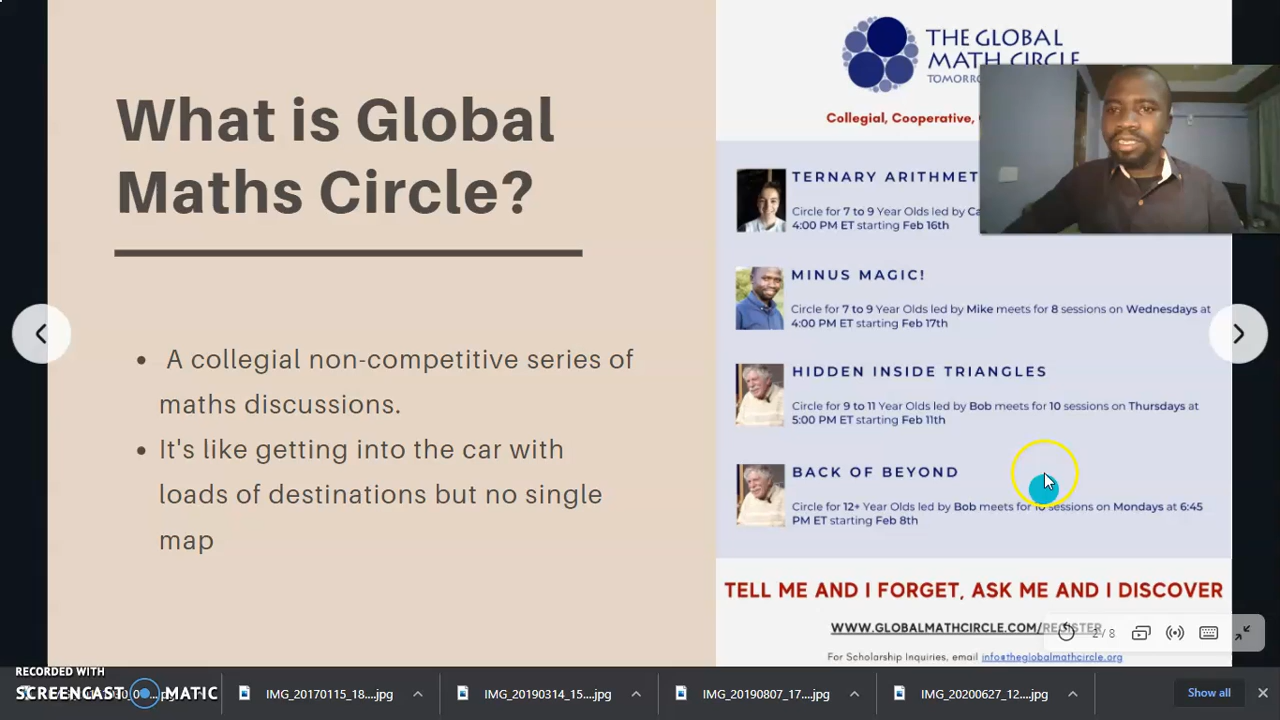 What is Global
Maths Circle?
A collegial non-competitive series of
maths discussions.
It's like getting into the car with
loads of destinations but no single
map
THE GLOBAL
MATH CIRCLE
Collegial, Cooperative,
TERNARY
Circle for 7 to 9 Year Olds led by
4:00 PM ET starting Feb 16th
MINUS MAGIC!
Circle for 7 to 9 Year Olds led by Mike meets for 8 sessions on Wednesdays at
4:00 PM ET starting Feb 17th
HIDDEN INSIDE TRIANGLES
Circle for 9 to 11 Year Olds led by Bob meets for 10 sessions on Thursdays at
5:00 PM ET starting Feb 11th
BACK OF BEYOND
Circle for 12+ Year Olds led by Bob meets for sessions on Mondays at 6:45
PM ET starting Feb 8th
TELL ME AND I FORGET, ASK ME AND I DISCOVER
WWW.GLOBALMATHCIRCLE.COM/REGISTER
2 / 8
For Scholarship Inquiries, email info@theglobalmathcircle.org
RECORDED WITH
SCREENCAST MATIC
IMG_20170115_18....jpg
IMG_20190314_15....jpg
IMG_20190807_17....jpg
IMG_20200627_12....jpg
Show all